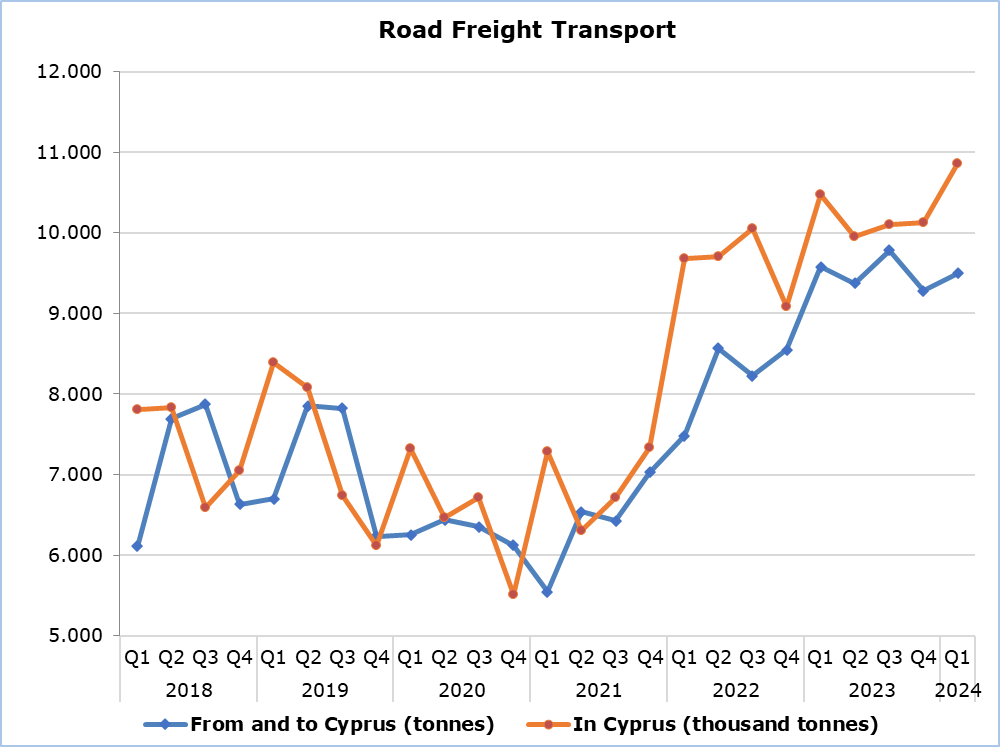 Road Freight Transport
12.000
11.000
10.000
9.000
8.000
7.000
6.000
5.000
Q1 Q2 Q3 Q4 Q1 Q2 Q3 Q4 Q1 Q2 Q3 Q4 Q1 Q2 Q3 Q4 Q1 Q2 Q3 Q4 Q1 Q2 Q3 Q4 Q1
2018 2019 2020 2021 2022 2023 2024
From and to Cyprus (tonnes) In Cyprus (thousand tonnes)